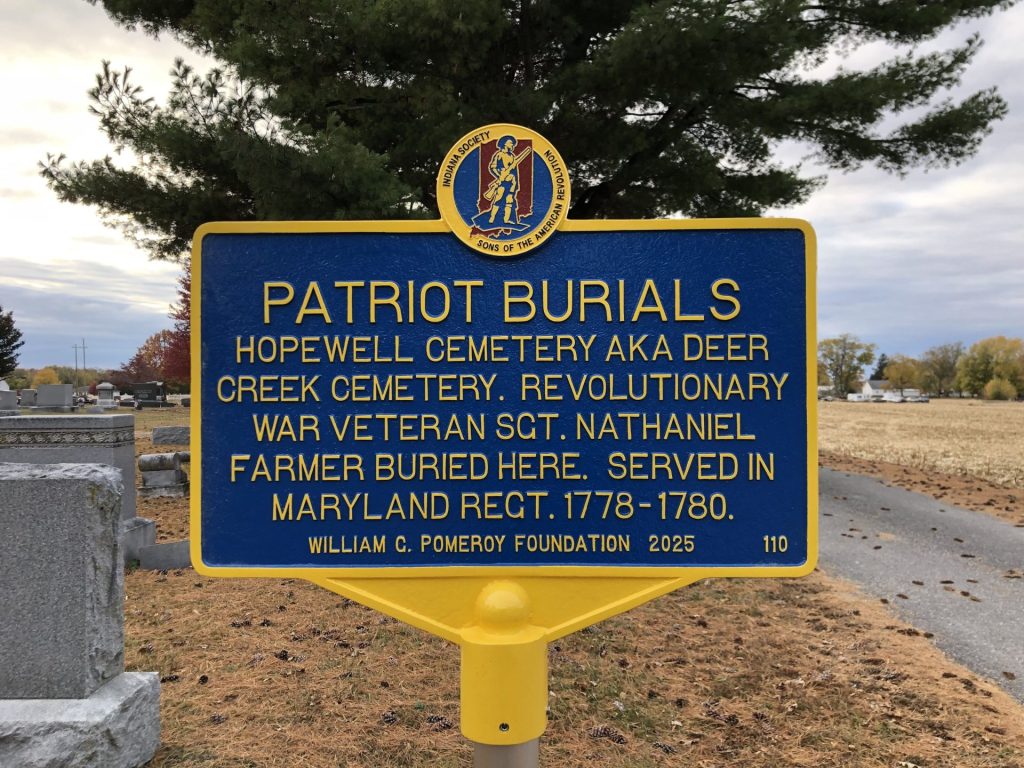 INDIANA SOCIETY
SONS OF THE AMERICAN REVOLUTION
PATRIOT BURIALS
HOPEWELL CEMETERY AKA DEER
CREEK CEMETERY. REVOLUTIONARY
WAR VETERAN SGT. NATHANIEL
FARMER BURIED HERE. SERVED IN
MARYLAND REGT. 1778-1780.
WILLIAM G. POMEROY FOUNDATION 2025 110